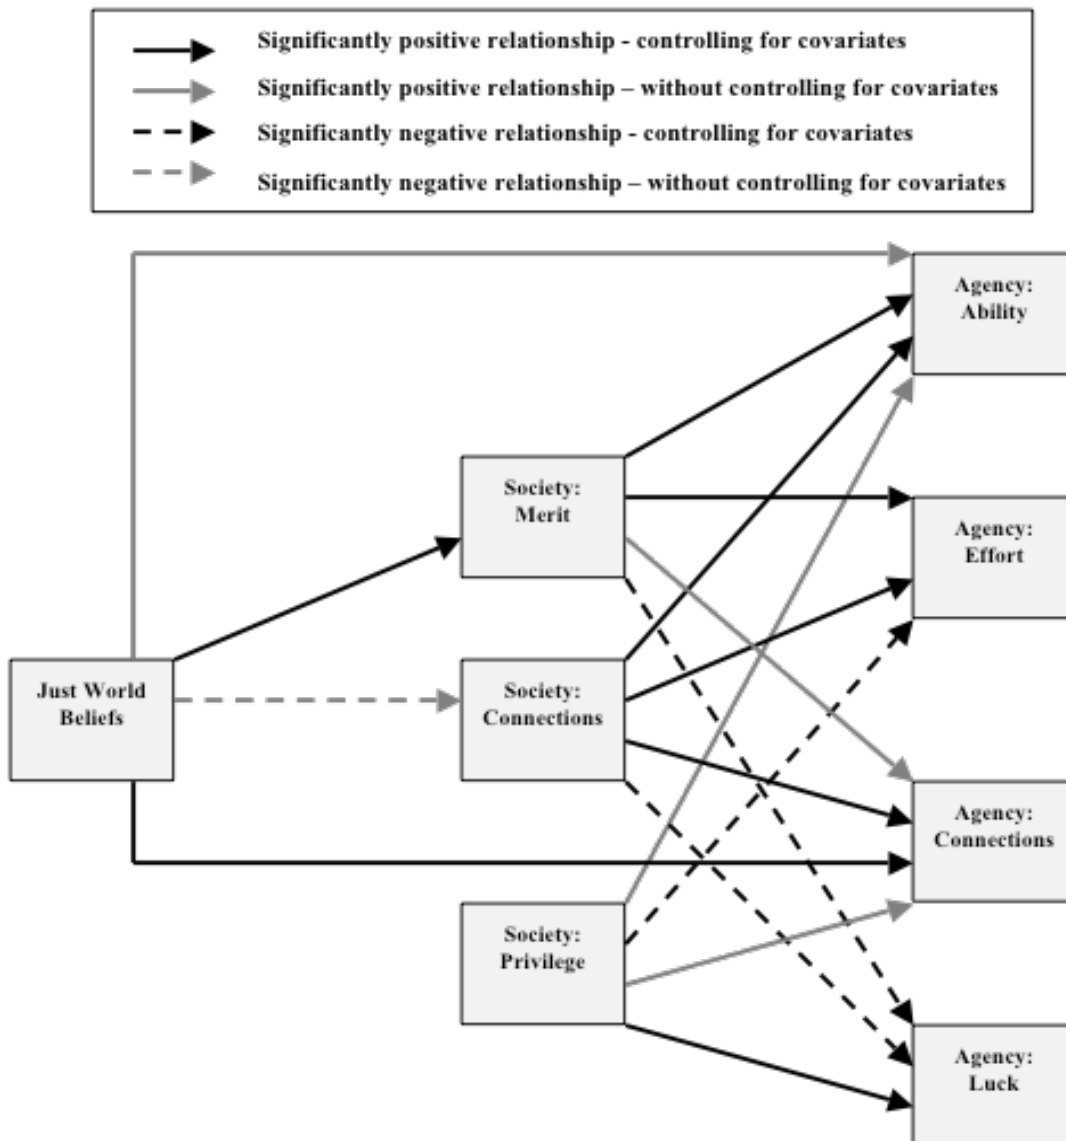 Significantly positive relationship - controlling for covariates
Significantly positive relationship – without controlling for covariates
Significantly negative relationship - controlling for covariates
Significantly negative relationship – without controlling for covariates
Agency:
Ability
Society:
Merit
Agency:
Effort
Just World
Beliefs
Society:
Connections
Agency:
Connections
Society:
Privilege
Agency:
Luck